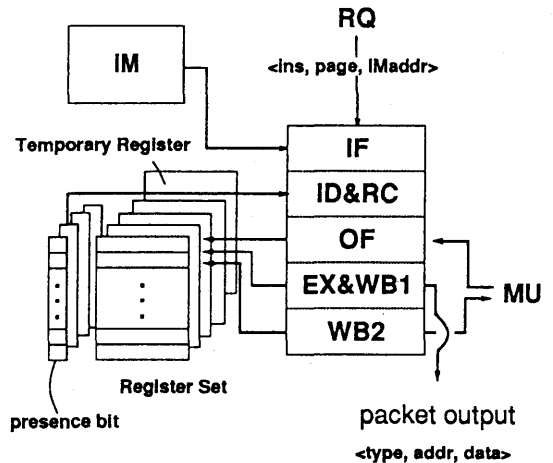 RQ
IM
<ins, page, IMaddr>
Temporary Register
IF
ID&RC
OF
EX&WB1
MU
WB2
Register Set
presence bit
packet output
<type, addr, data>